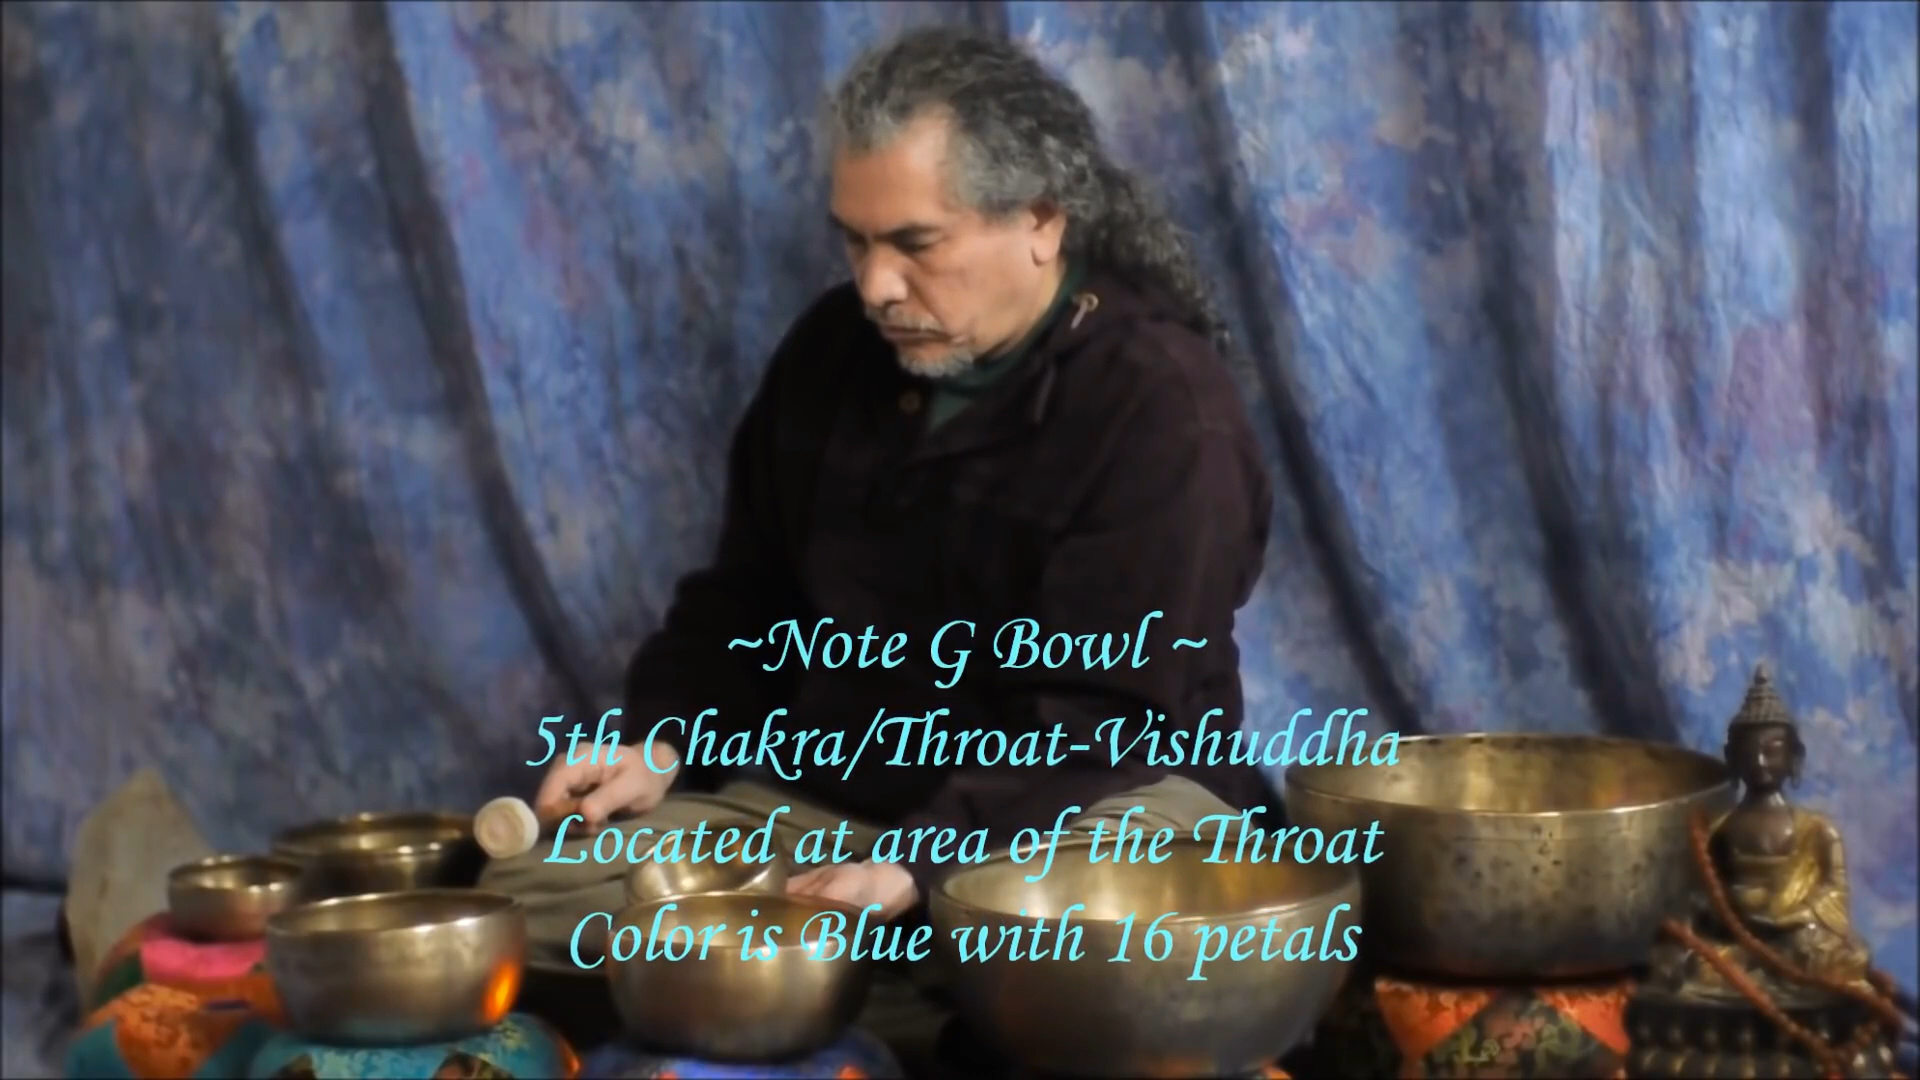 ~Note G Bowl ~
5th Chakra/Throat-Vishuddha
Located at area of the Throat
Color is Blue with 16 petals